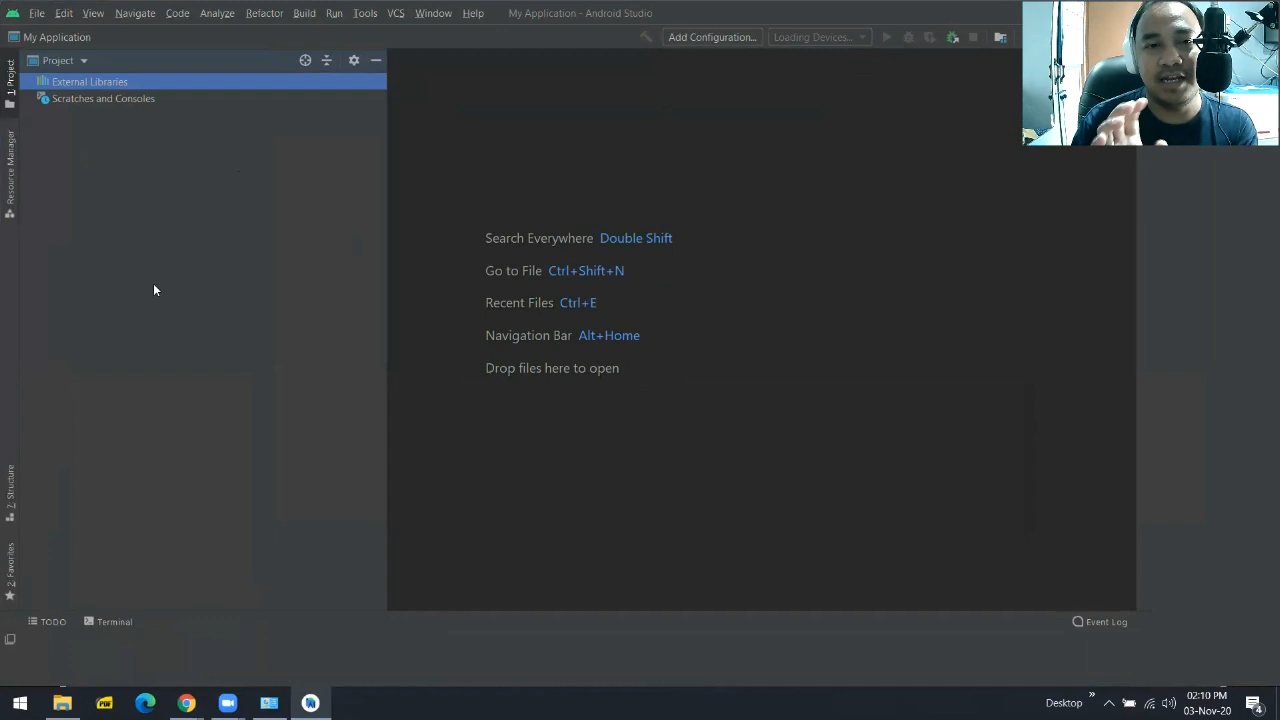 File Edit View Navigate Code Analyze Refactor Build Run Tools VCS Window Help My Application - Android Studio
My Application Add Configuration... Loading Devices...
Project
External Libraries
Scratches and Consoles
1: Project
Resource Manager
Search Everywhere Double Shift
Go to File Ctrl+Shift+N
Recent Files Ctrl+E
Navigation Bar Alt+Home
Drop files here to open
7: Structure
2: Favorites
TODO Terminal Event Log
PDF
Desktop
02:10 PM
03-Nov-20
4